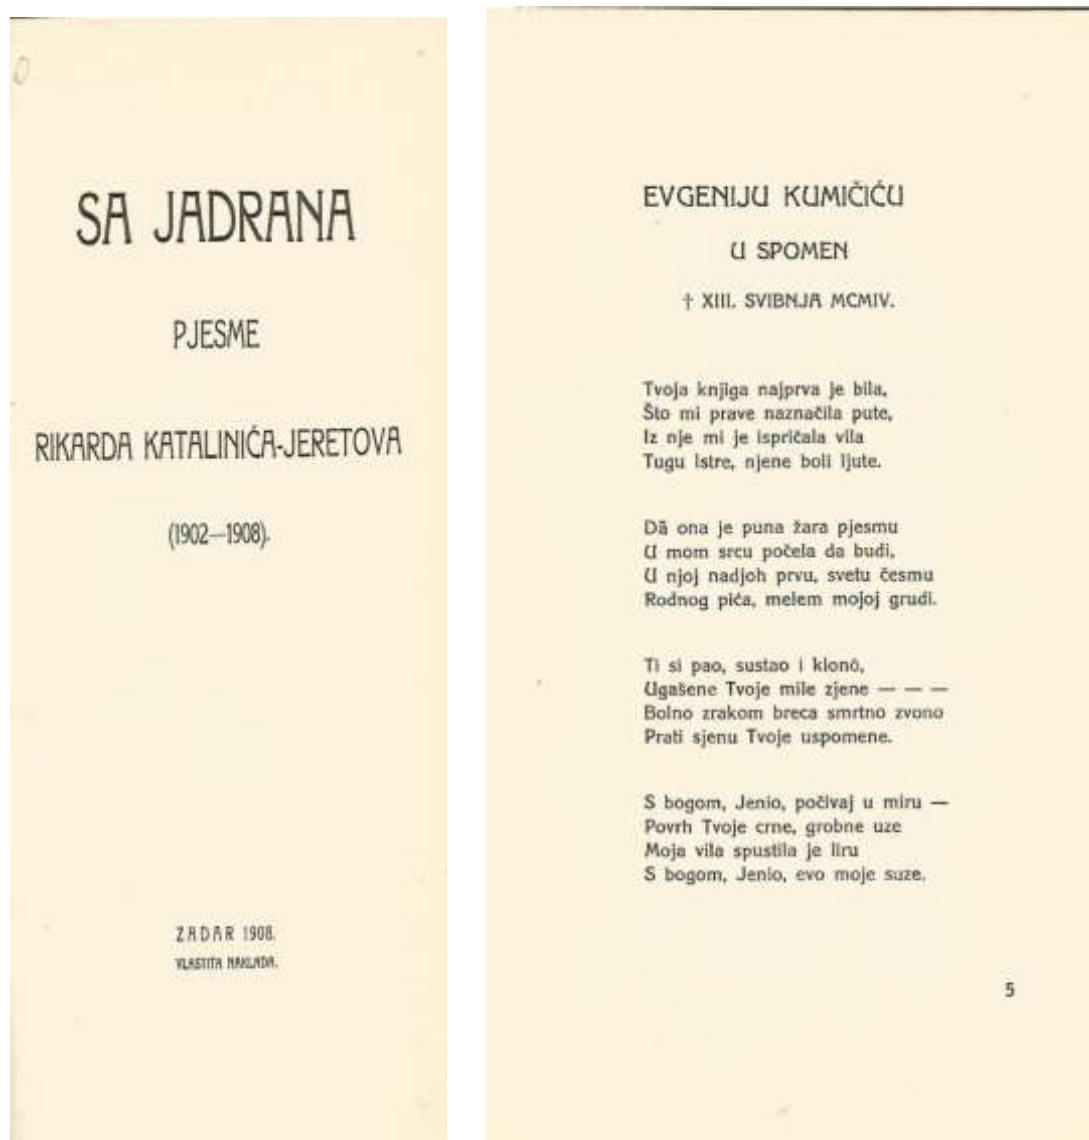 SA JADRANA
PJESME
RIKARDA KATALINIĆA-JERETOVA
(1902—1908).
ZADAR 1908.
VLASTITA NAKLADA.
EVGENIJU KUMIČIĆU
U SPOMEN
† XIII. SVIBNJA MCMIV.
Tvoja knjiga najprva je bila,
Što mi prave naznačila pute,
Iz nje mi je ispričala vila
Tugu Istre, njene boli ljute.
Dâ ona je puna žara pjesmu
U mom srcu počela da budi,
U njoj nadjoh prvu, svetu česmu
Rodnog pića, melem mojoj grudi.
Ti si pao, sustao i klonô,
Ugašene Tvoje mile zjene — — —
Bolno zrakom breca smrtno zvono
Prati sjenu Tvoje uspomene.
S bogom, Jenio, počivaj u miru —
Povrh Tvoje crne, grobne uze
Moja vila spustila je liru
S bogom, Jenio, evo moje suze.
5